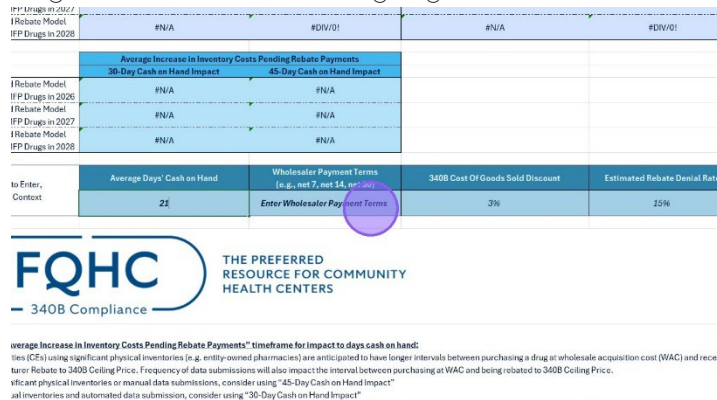 IFP Drugs in 2027
Rebate Model #N/A #DIV/0! #N/A #DIV/0!
IFP Drugs in 2028
Average Increase in Inventory Costs Pending Rebate Payments
30-Day Cash on Hand Impact 45-Day Cash on Hand Impact
Rebate Model #N/A #N/A
IFP Drugs in 2026
Rebate Model #N/A #N/A
IFP Drugs in 2027
Rebate Model #N/A #N/A
IFP Drugs in 2028
Average Days' Cash on Hand Wholesaler Payment Terms 340B Cost Of Goods Sold Discount Estimated Rebate Denial Rate
(e.g., net 7, net 14, net 30)
to Enter,
Context 21 Enter Wholesaler Payment Terms 3% 15%
FQHC
340B Compliance
THE PREFERRED
RESOURCE FOR COMMUNITY
HEALTH CENTERS
verage Increase in Inventory Costs Pending Rebate Payments" timeframe for impact to days cash on hand:
ties (CEs) using significant physical inventories (e.g. entity-owned pharmacies) are anticipated to have longer intervals between purchasing a drug at wholesale acquisition cost (WAC) and rece
turer Rebate to 340B Ceiling Price. Frequency of data submissions will also impact the interval between purchasing at WAC and being rebated to 340B Ceiling Price.
nificant physical inventories or manual data submissions, consider using "45-Day Cash on Hand Impact"
ual inventories and automated data submission, consider using "30-Day Cash on Hand Impact"